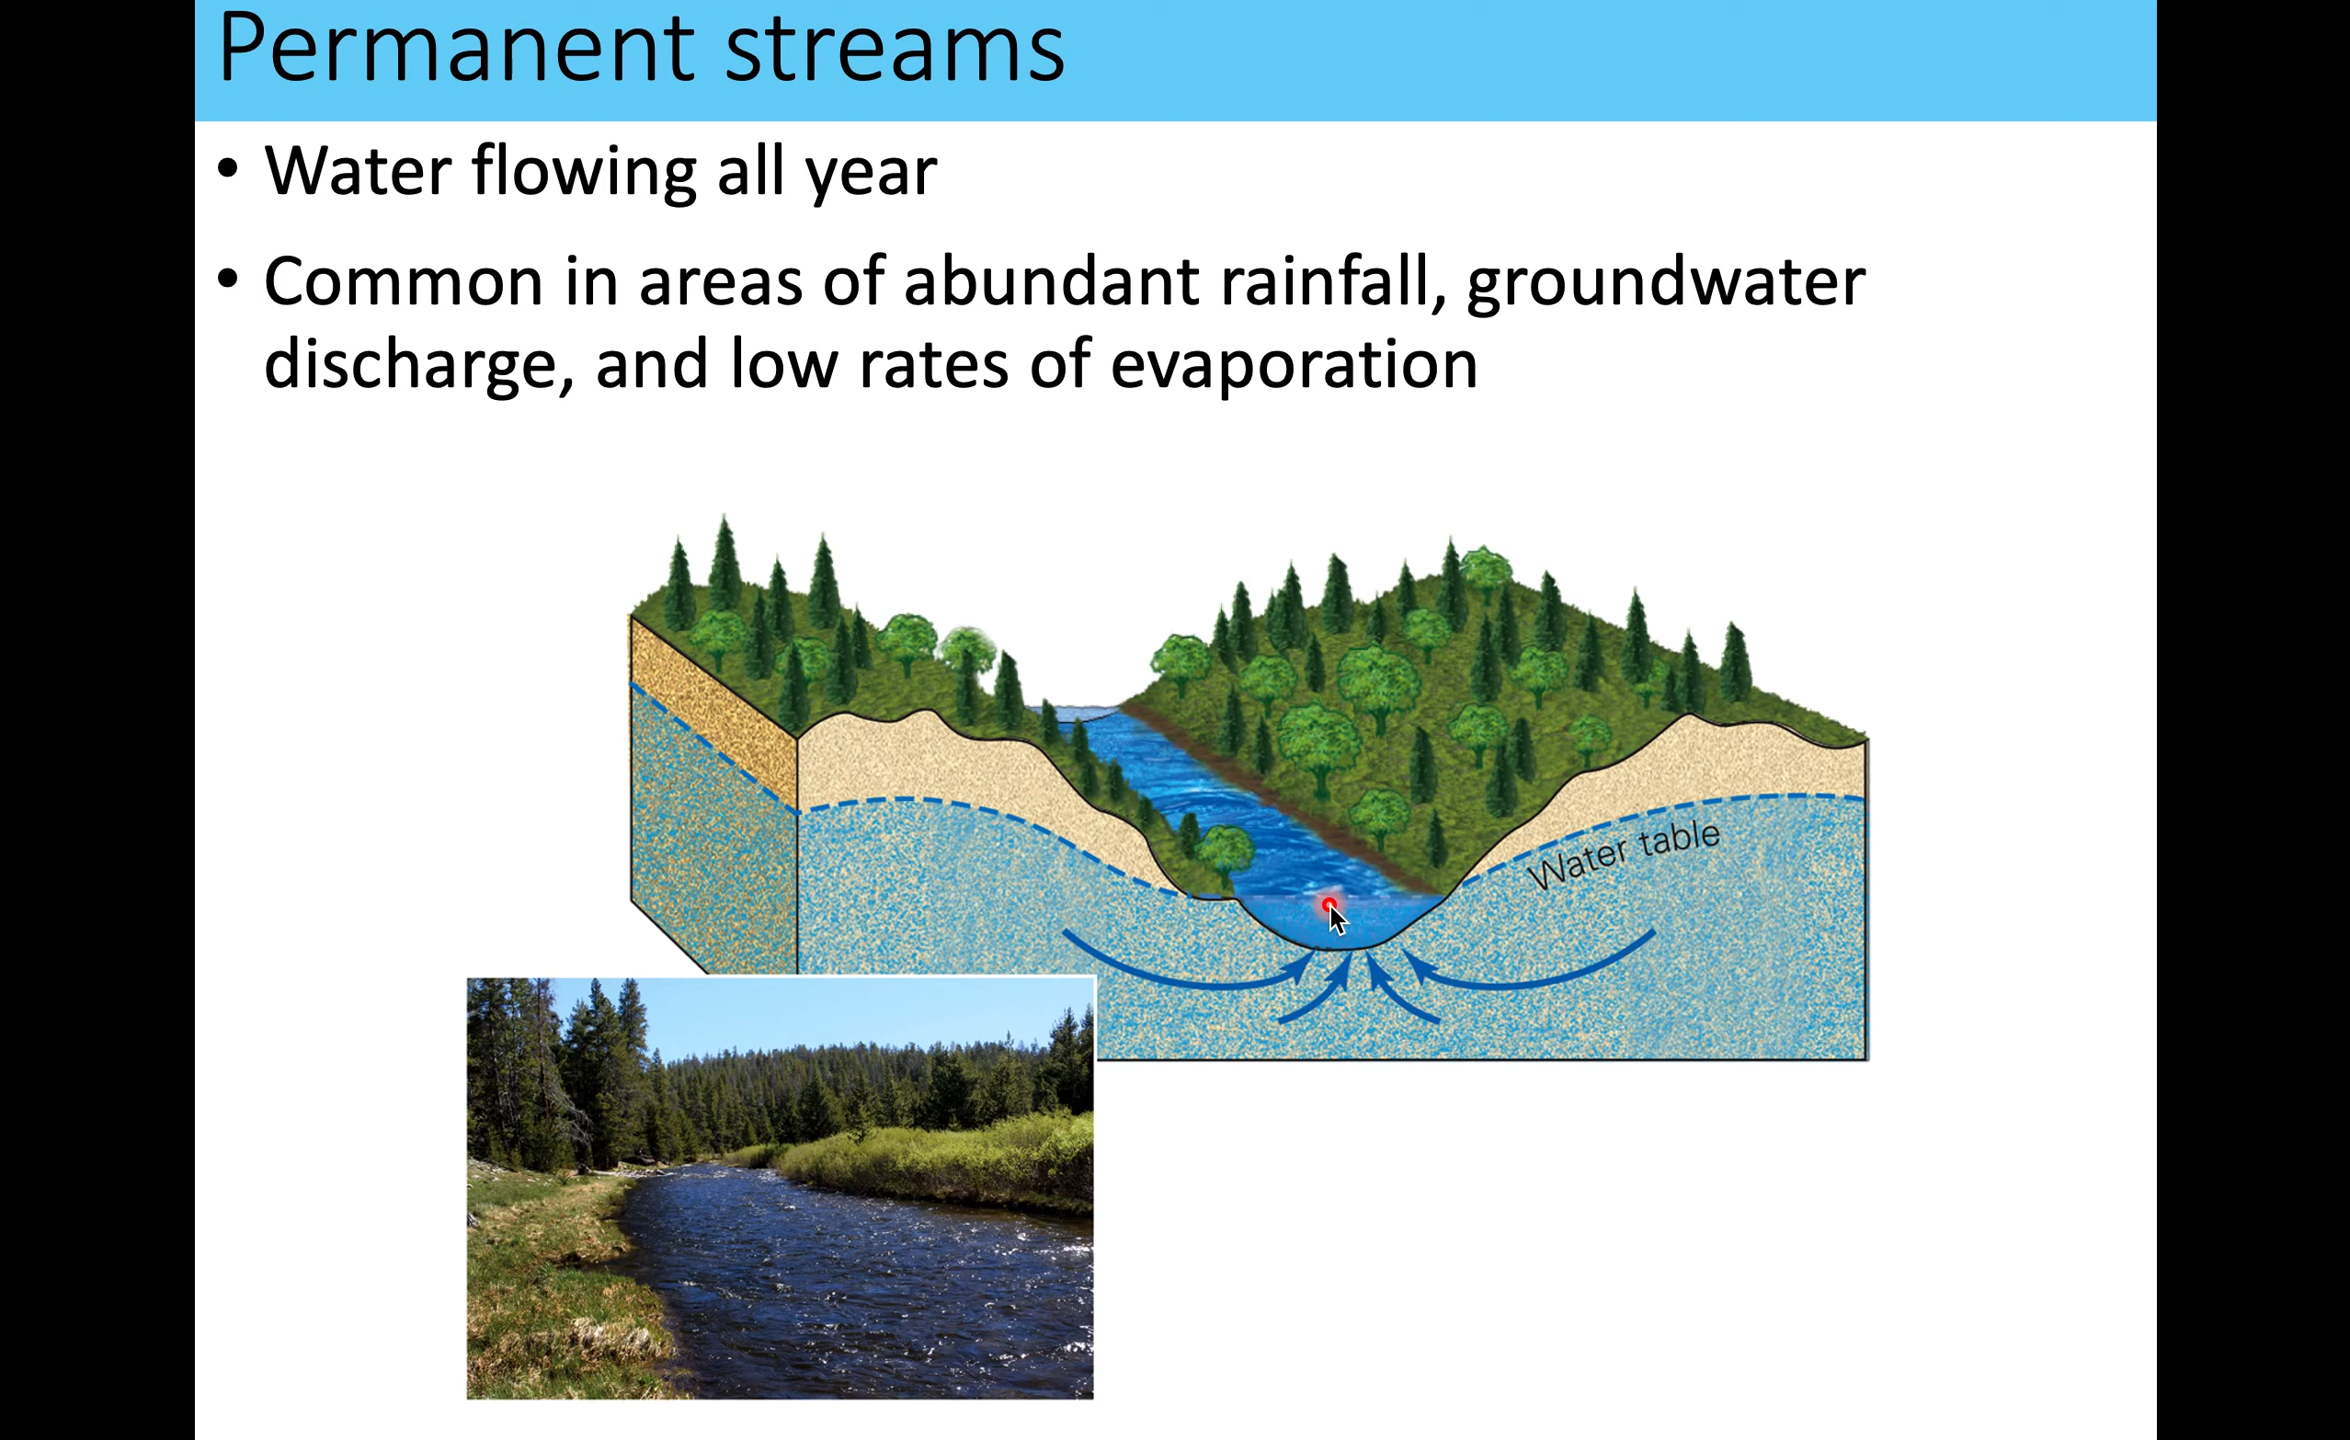 Permanent streams
• Water flowing all year
• Common in areas of abundant rainfall, groundwater
discharge, and low rates of evaporation
Water table